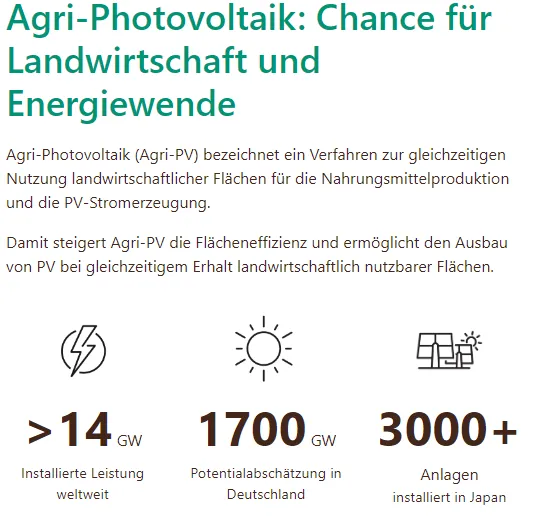 Agri-Photovoltaik: Chance für
Landwirtschaft und
Energiewende
Agri-Photovoltaik (Agri-PV) bezeichnet ein Verfahren zur gleichzeitigen
Nutzung landwirtschaftlicher Flächen für die Nahrungsmittelproduktion
und die PV-Stromerzeugung.
Damit steigert Agri-PV die Flächeneffizienz und ermöglicht den Ausbau
von PV bei gleichzeitigem Erhalt landwirtschaftlich nutzbarer Flächen.
>14 GW
Installierte Leistung
weltweit
1700 GW
Potentialabschätzung in
Deutschland
3000+
Anlagen
installiert in Japan